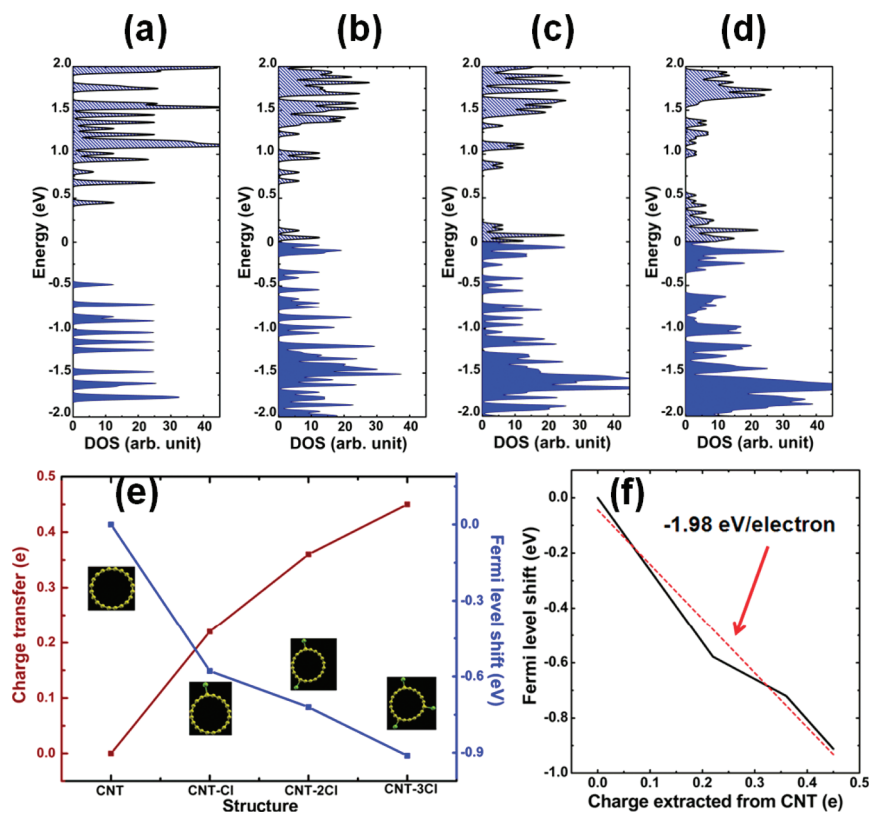 (a) (b) (c) (d)
2.0 2.0 2.0 2.0
1.5 1.5 1.5 1.5
1.0 1.0 1.0 1.0
0.5 0.5 0.5 0.5
0 0 0 0
-0.5 -0.5 -0.5 -0.5
-1.0 -1.0 -1.0 -1.0
-1.5 -1.5 -1.5 -1.5
-2.0 -2.0 -2.0 -2.0
Energy (eV) Energy (eV) Energy (eV) Energy (eV)
0 10 20 30 40 0 10 20 30 40 0 10 20 30 40 0 10 20 30 40
DOS (arb. unit) DOS (arb. unit) DOS (arb. unit) DOS (arb. unit)
(e)
0.5
0.4
0.3
0.2
0.1
0.0
Charge transfer (e)
0.0
-0.3
-0.6
-0.9
Fermi level shift (eV)
CNT CNT-Cl CNT-2Cl CNT-3Cl
Structure
(f)
-1.98 eV/electron
0.0
-0.2
-0.4
-0.6
-0.8
-1.0
Fermi level shift (eV)
0.0 0.1 0.2 0.3 0.4 0.5
Charge extracted from CNT (e)